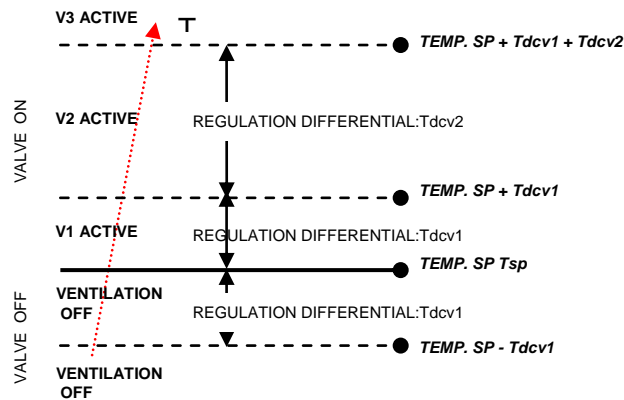 V3 ACTIVE
T
TEMP. SP + Tdcv1 + Tdcv2
VALVE ON
V2 ACTIVE
REGULATION DIFFERENTIAL:Tdcv2
TEMP. SP + Tdcv1
V1 ACTIVE
REGULATION DIFFERENTIAL:Tdcv1
TEMP. SP Tsp
VALVE OFF
VENTILATION
OFF
REGULATION DIFFERENTIAL:Tdcv1
TEMP. SP - Tdcv1
VENTILATION
OFF